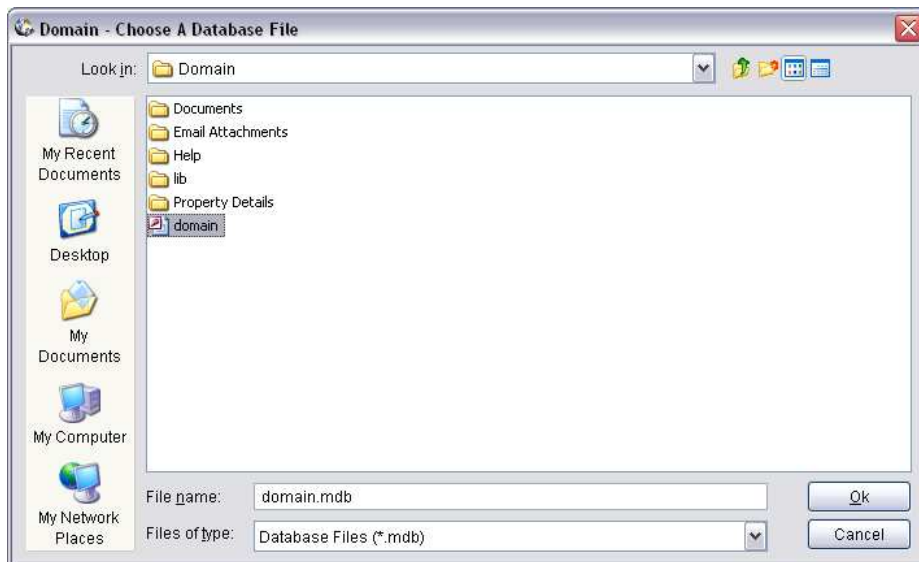 Domain - Choose A Database File
Look in: Domain
Documents
Email Attachments
Help
lib
Property Details
domain
My Recent
Documents
Desktop
My
Documents
My Computer
My Network
Places
File name: domain.mdb Ok
Files of type: Database Files (*.mdb) Cancel